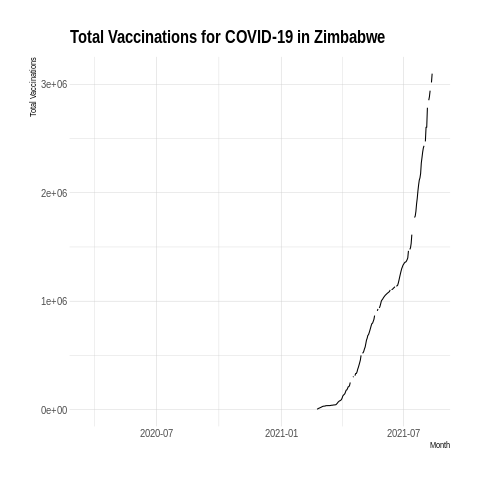 Total Vaccinations for COVID-19 in Zimbabwe
Total Vaccinations
3e+06
2e+06
1e+06
0e+00
2020-07 2021-01 2021-07
Month